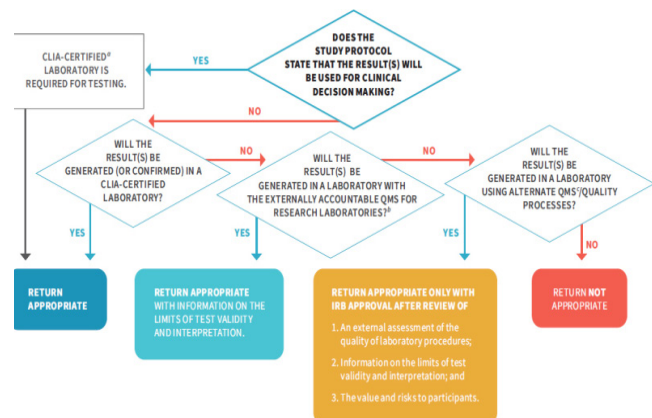 DOES THE
STUDY PROTOCOL
STATE THAT THE RESULT(S) WILL
BE USED FOR CLINICAL
DECISION MAKING?
YES
CLIA-CERTIFIEDa
LABORATORY IS
REQUIRED FOR TESTING.
NO
WILL THE
RESULT(S) BE
GENERATED (OR CONFIRMED) IN A
CLIA-CERTIFIED
LABORATORY?
NO
WILL THE
RESULT(S) BE
GENERATED IN A LABORATORY WITH
THE EXTERNALLY ACCOUNTABLE QMS FOR
RESEARCH LABORATORIES?b
NO
WILL THE
RESULT(S) BE
GENERATED IN A LABORATORY
USING ALTERNATE QMSc/QUALITY
PROCESSES?
YES
YES
YES
NO
RETURN
APPROPRIATE
RETURN APPROPRIATE
WITH INFORMATION ON THE
LIMITS OF TEST VALIDITY
AND INTERPRETATION.
RETURN APPROPRIATE ONLY WITH
IRB APPROVAL AFTER REVIEW OF
1. An external assessment of the
quality of laboratory procedures;
2. Information on the limits of test
validity and interpretation; and
3. The value and risks to participants.
RETURN NOT
APPROPRIATE